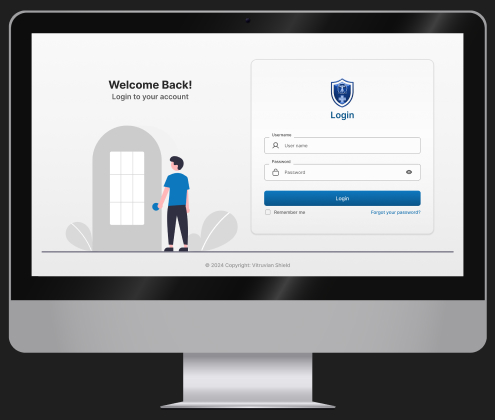 Welcome Back!
Login to your account
Login
Username
User name
Password
Password
Login
Remember me
Forgot your password?
© 2024 Copyright: Vitruvian Shield